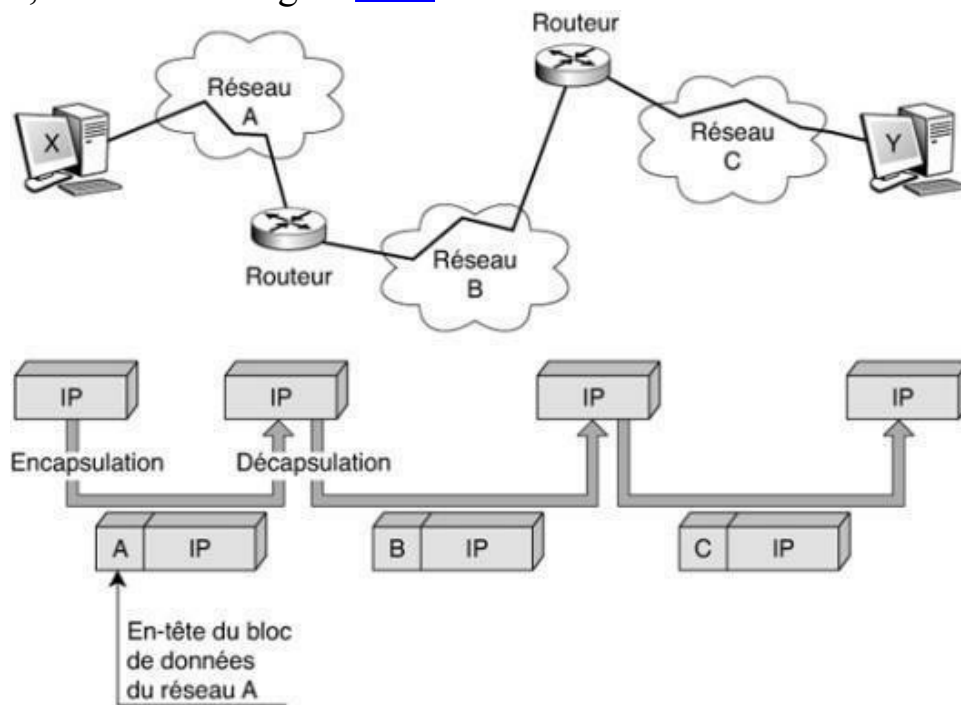 Routeur
Réseau
A
X
Réseau
C
Y
Routeur
Réseau
B
IP
IP
IP
IP
Encapsulation
Décapsulation
A IP
B IP
C IP
En-tête du bloc
de données
du réseau A